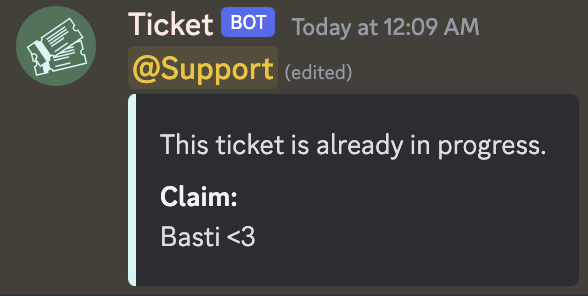 Ticket BOT Today at 12:09 AM
@Support (edited)
This ticket is already in progress.
Claim:
Basti <3